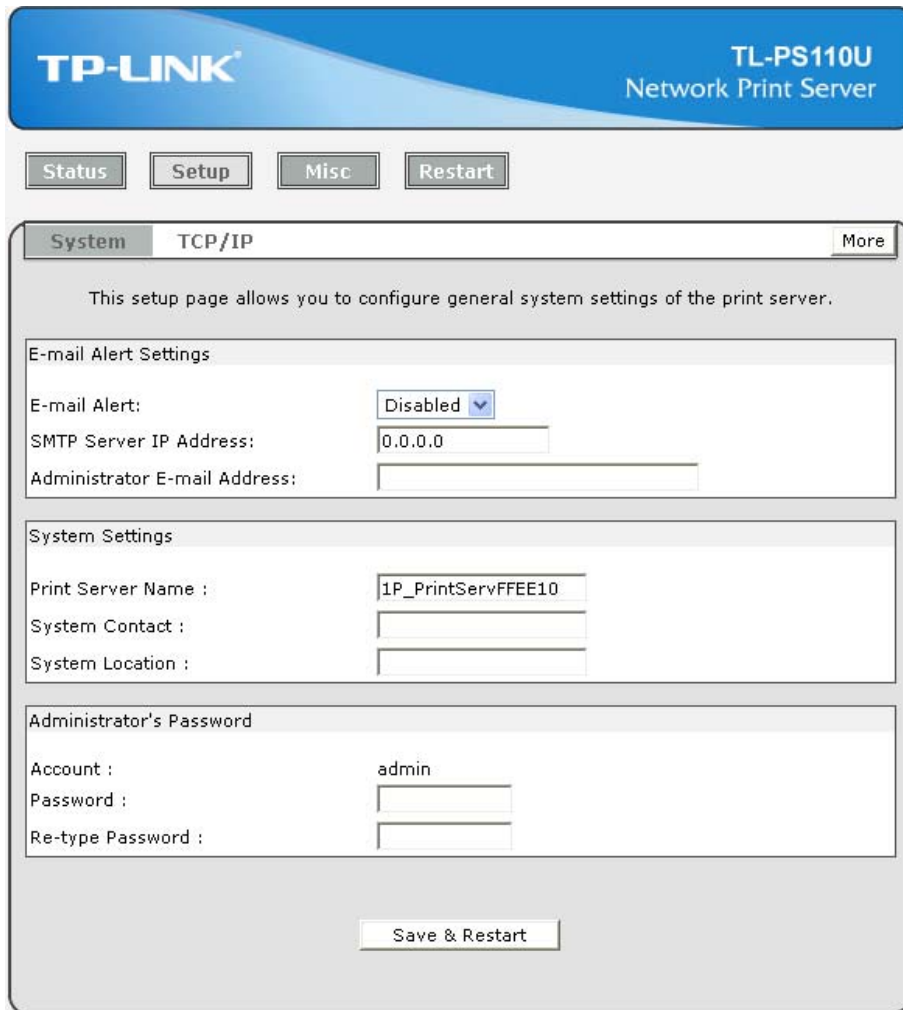 TP-LINK®
TL-PS110U
Network Print Server
Status Setup Misc Restart
System TCP/IP More
This setup page allows you to configure general system settings of the print server.
E-mail Alert Settings
E-mail Alert: Disabled
SMTP Server IP Address: 0.0.0.0
Administrator E-mail Address:
System Settings
Print Server Name : 1P_PrintServFFEE10
System Contact :
System Location :
Administrator's Password
Account : admin
Password :
Re-type Password :
Save & Restart